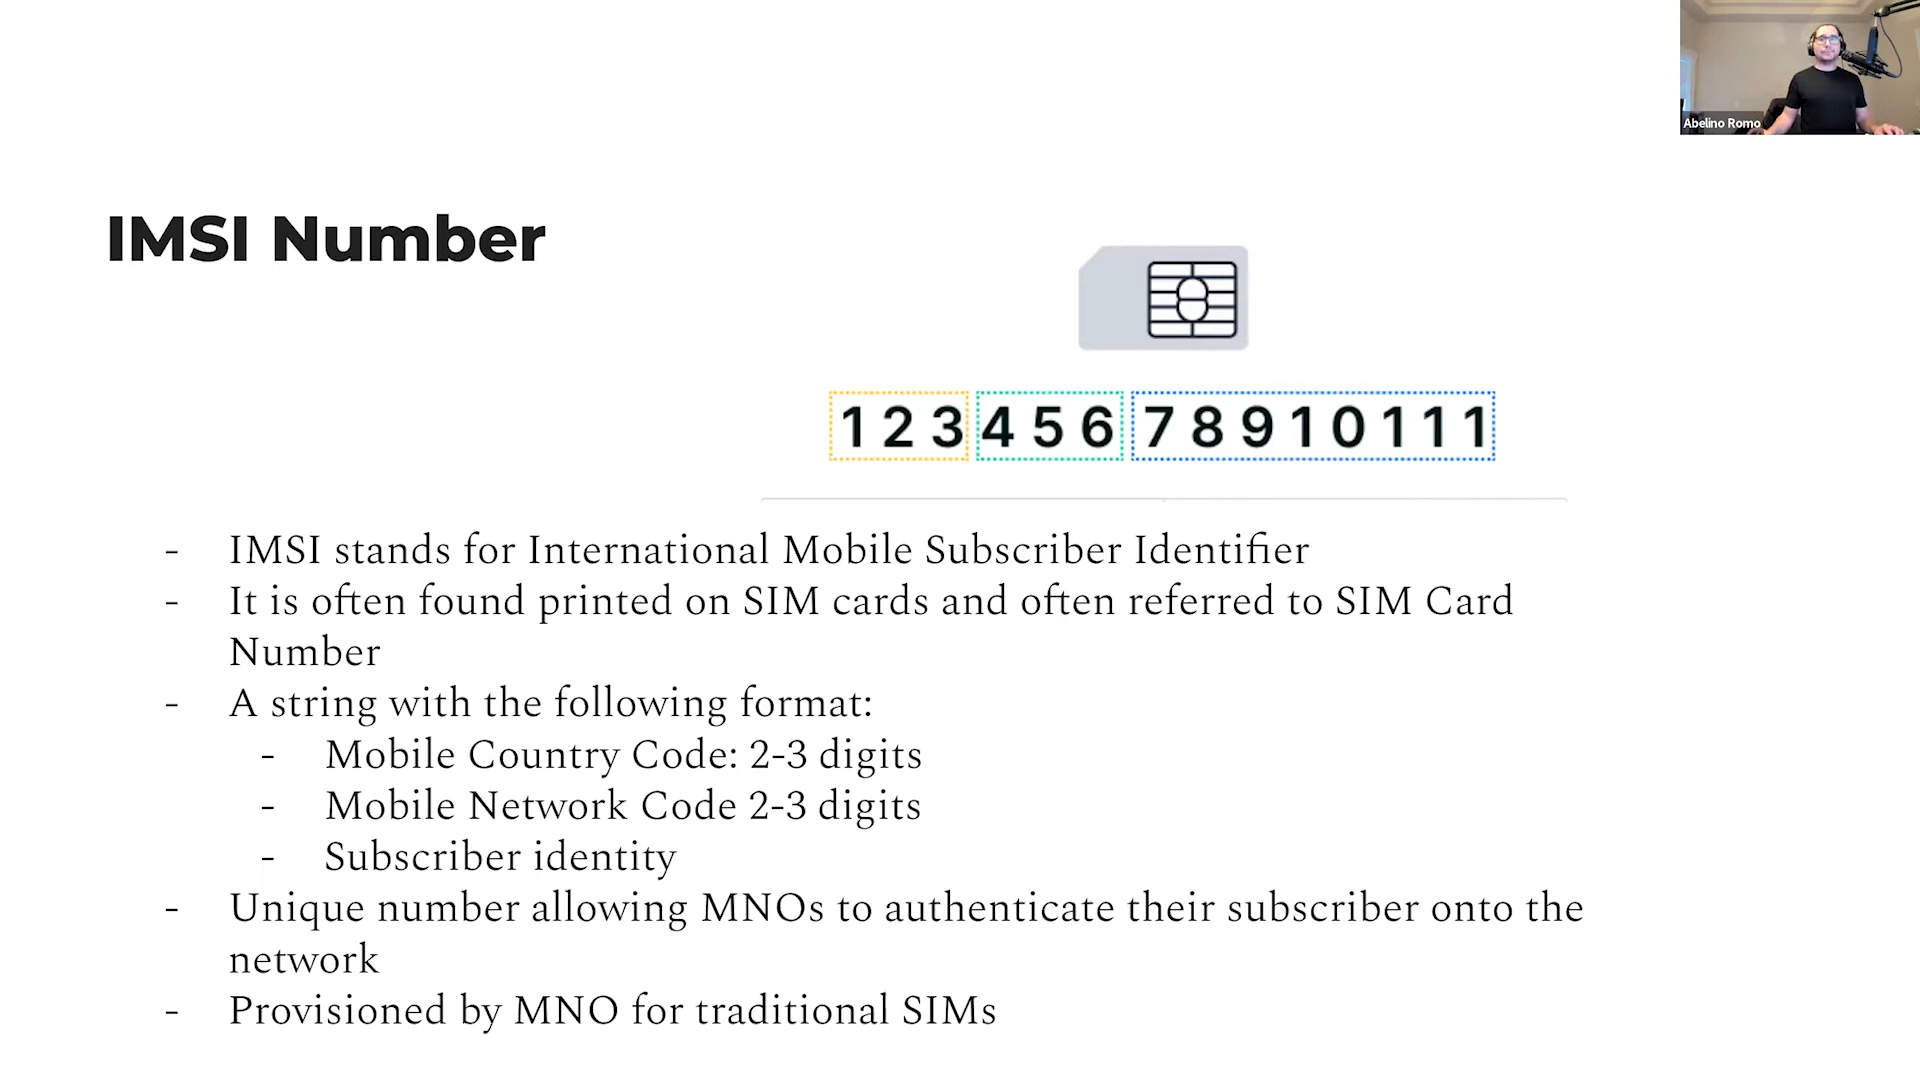 Abelino Romo
IMSI Number
1 2 3 4 5 6 7 8 9 1 0 1 1 1
- IMSI stands for International Mobile Subscriber Identifier
- It is often found printed on SIM cards and often referred to SIM Card
Number
- A string with the following format:
- Mobile Country Code: 2-3 digits
- Mobile Network Code 2-3 digits
- Subscriber identity
- Unique number allowing MNOs to authenticate their subscriber onto the
network
- Provisioned by MNO for traditional SIMs